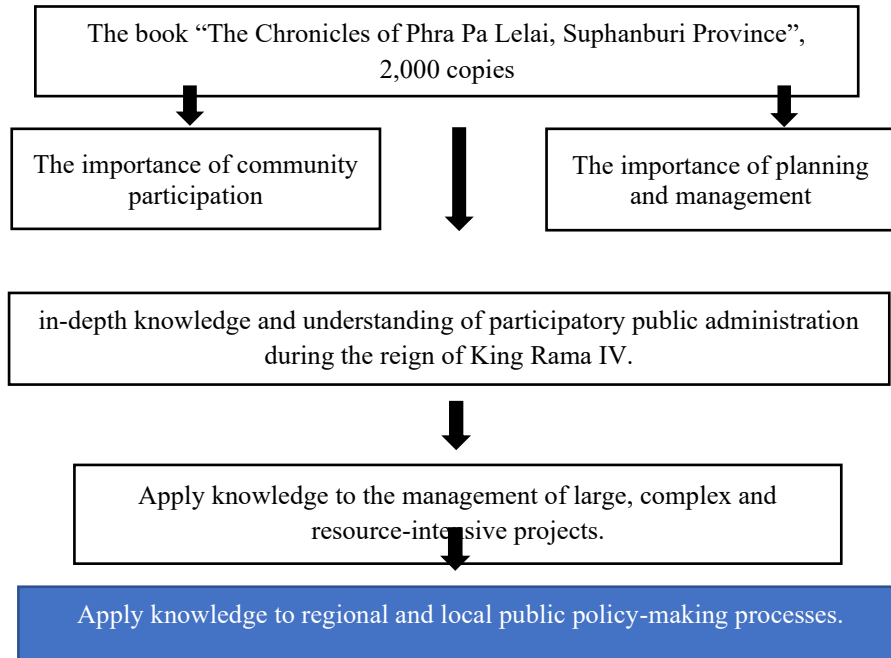 The book “The Chronicles of Phra Pa Lelai, Suphanburi Province”,
2,000 copies
The importance of community
participation
The importance of planning
and management
in-depth knowledge and understanding of participatory public administration
during the reign of King Rama IV.
Apply knowledge to the management of large, complex and
resource-intensive projects.
Apply knowledge to regional and local public policy-making processes.